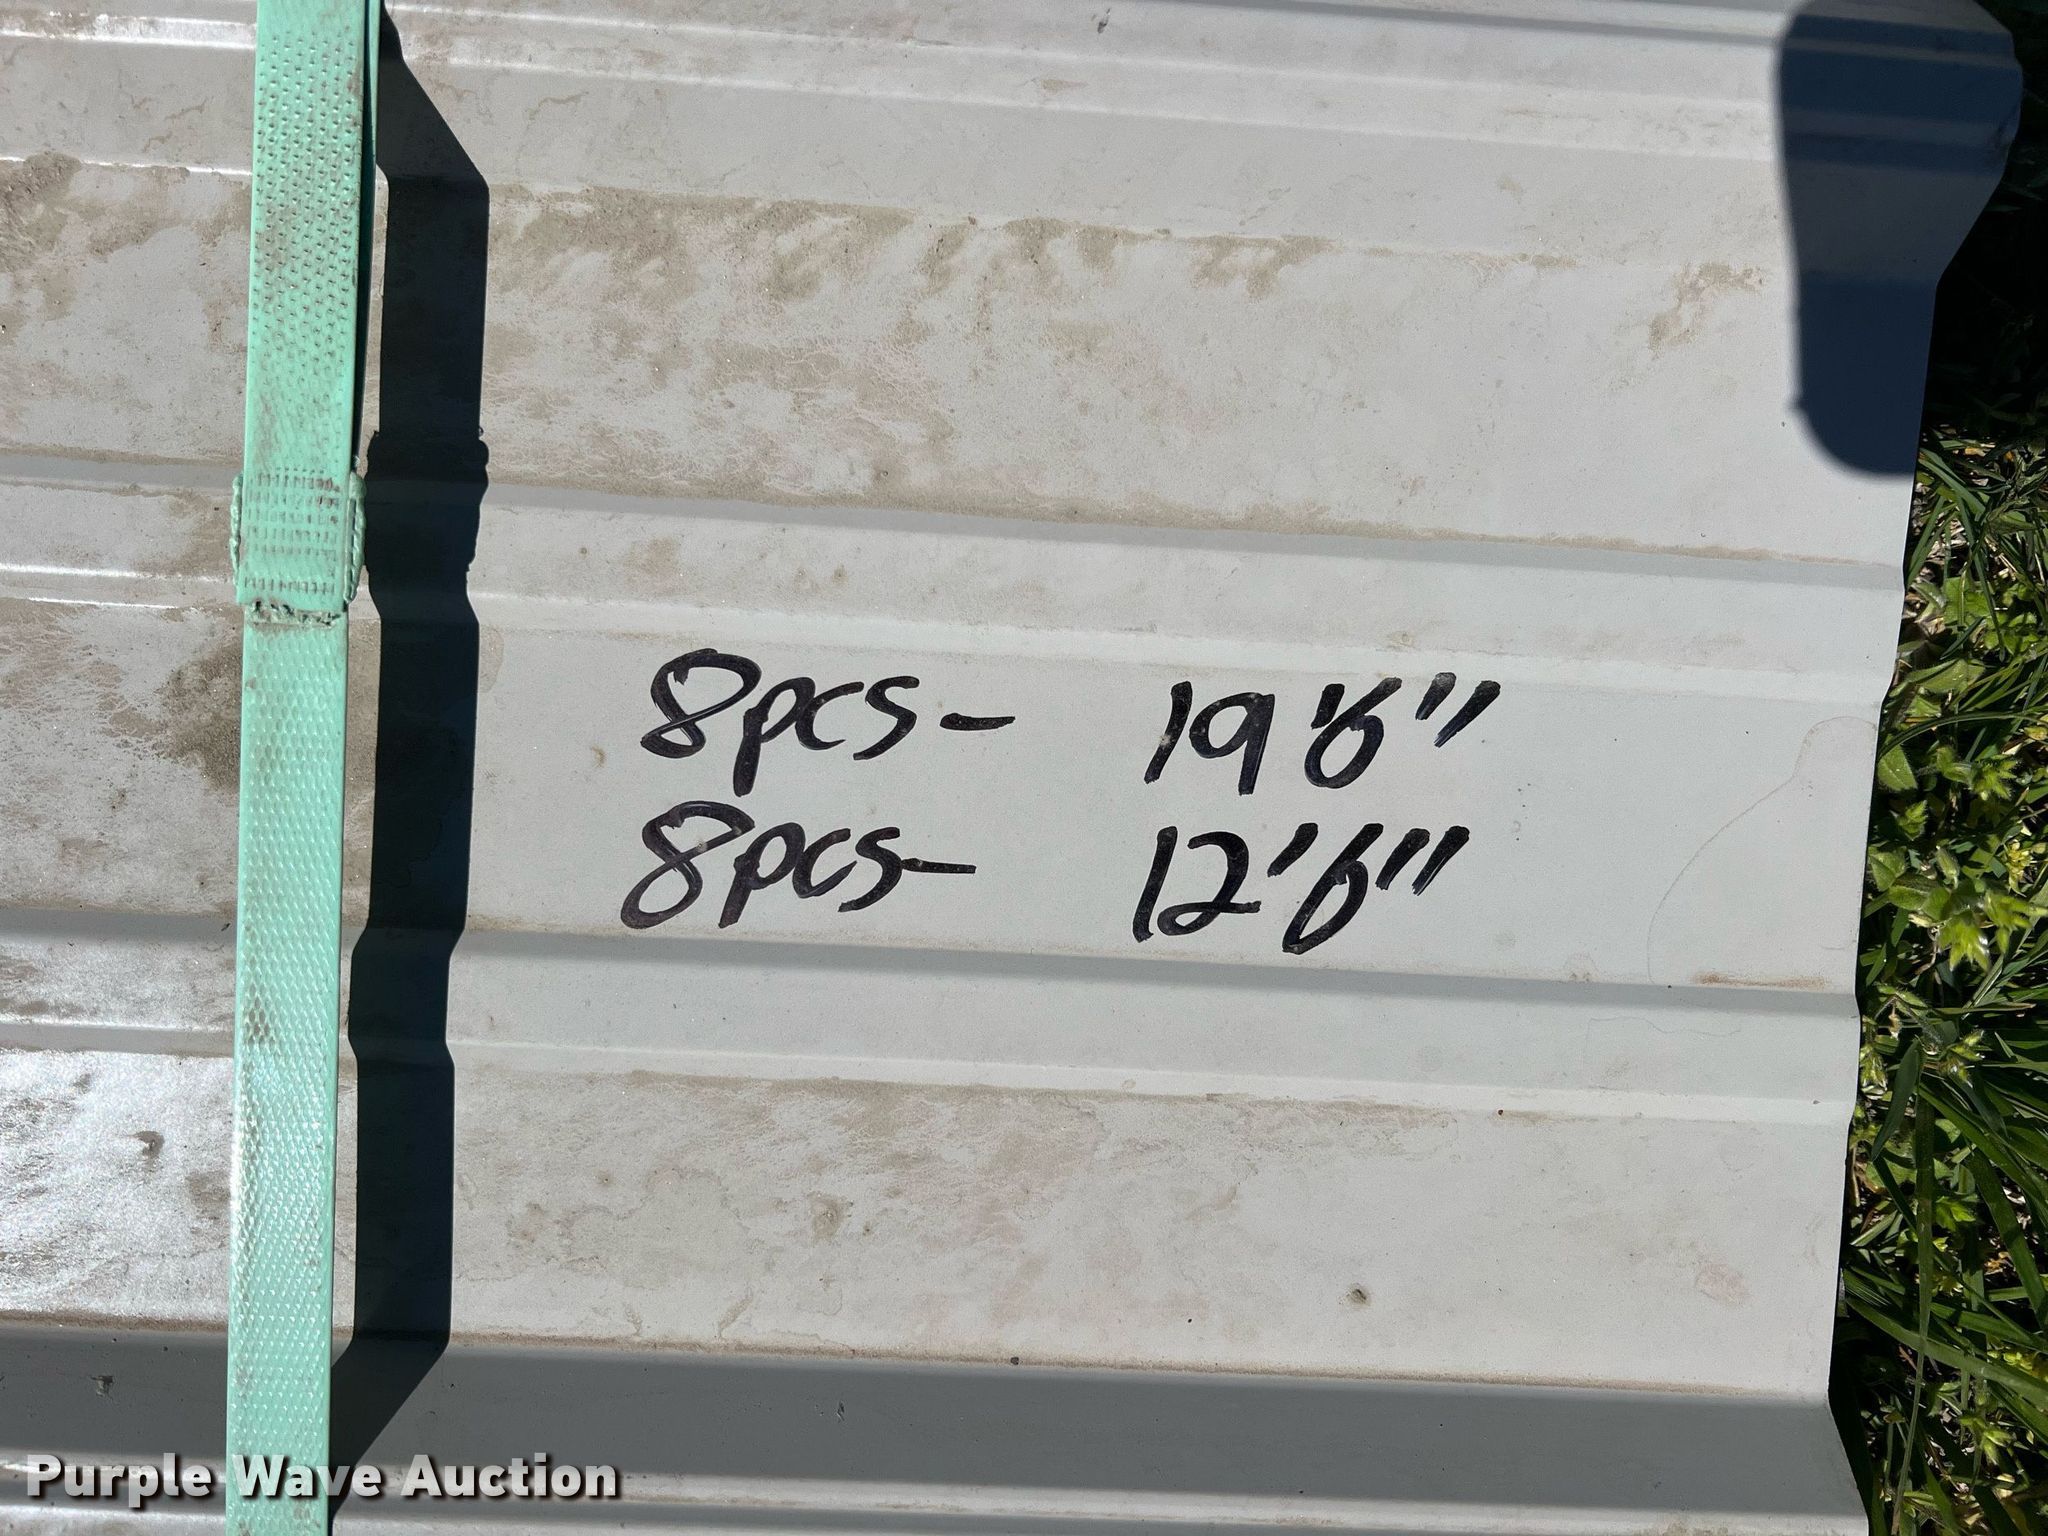 8pcs- 19'6"
8pcs- 12'6"
Purple Wave Auction